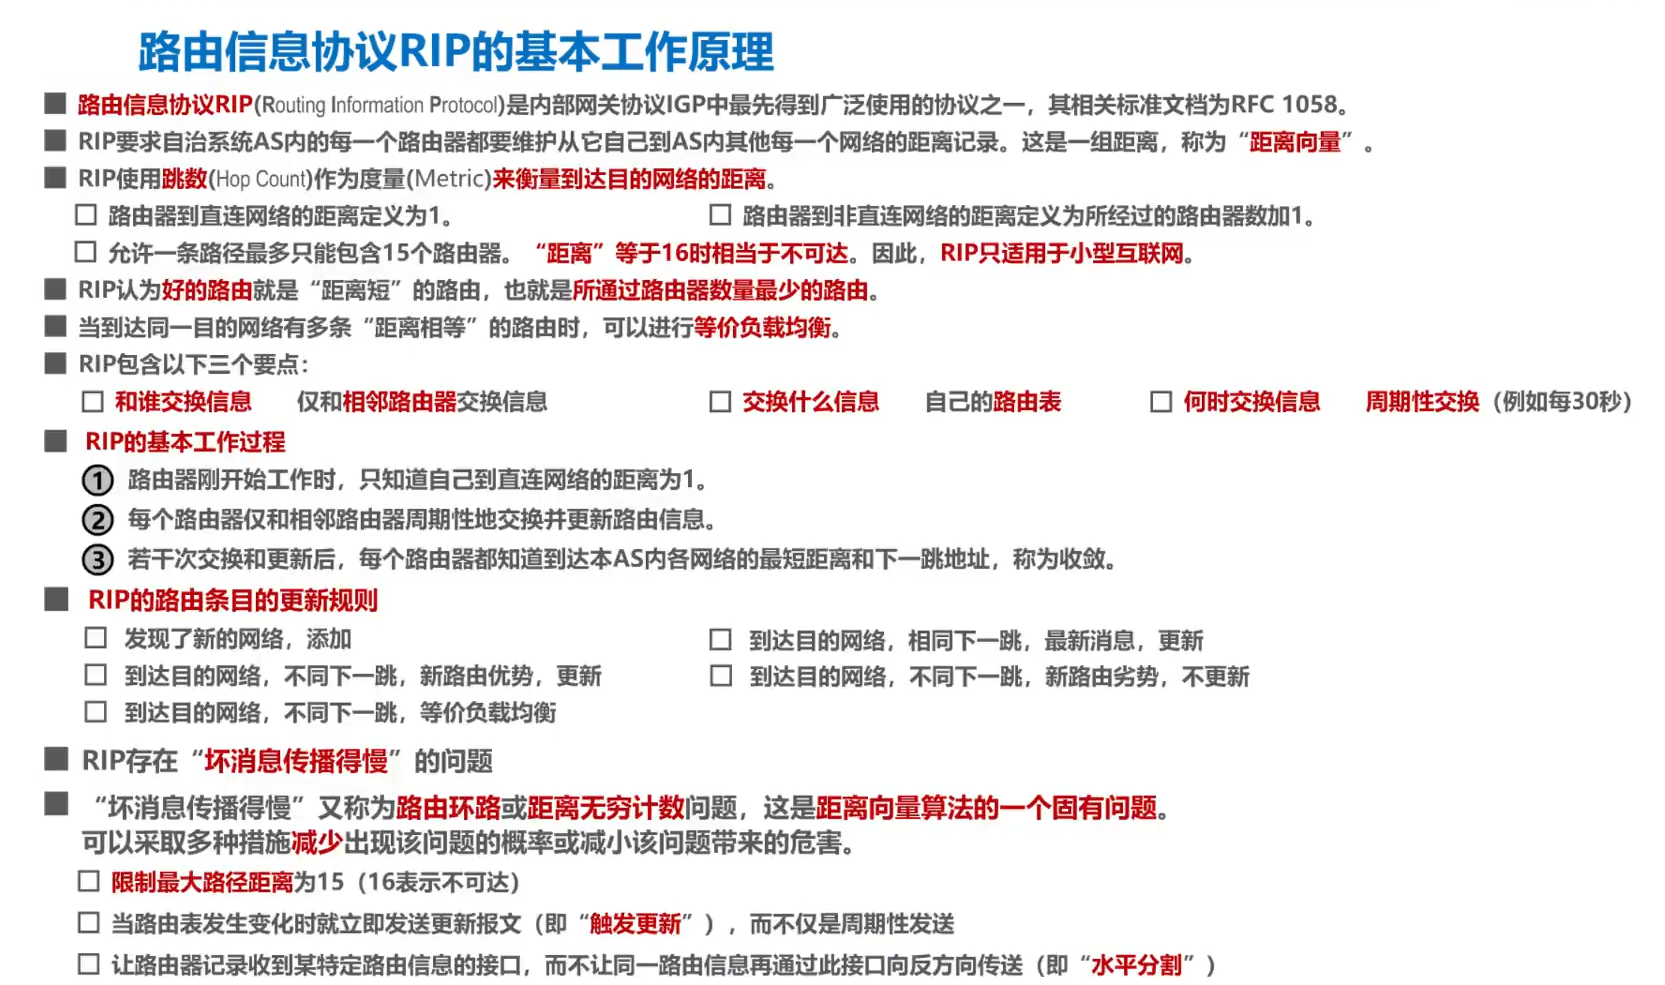 路由信息协议RIP的基本工作原理
路由信息协议RIP(Routing Information Protocol)是内部网关协议IGP中最先得到广泛使用的协议之一，其相关标准文档为RFC 1058。
RIP要求自治系统AS内的每一个路由器都要维护从它自己到AS内其他每一个网络的距离记录。这是一组距离，称为“距离向量”。
RIP使用跳数(Hop Count)作为度量(Metric)来衡量到达目的网络的距离。
路由器到直连网络的距离定义为1。 路由器到非直连网络的距离定义为所经过的路由器数加1。
允许一条路径最多只能包含15个路由器。“距离”等于16时相当于不可达。因此，RIP只适用于小型互联网。
RIP认为好的路由就是“距离短”的路由，也就是所通过路由器数量最少的路由。
当到达同一目的网络有多条“距离相等”的路由时，可以进行等价负载均衡。
RIP包含以下三个要点：
和谁交换信息 仅和相邻路由器交换信息 交换什么信息 自己的路由表 何时交换信息 周期性交换（例如每30秒）
RIP的基本工作过程
① 路由器刚开始工作时，只知道自己到直连网络的距离为1。
② 每个路由器仅和相邻路由器周期性地交换并更新路由信息。
③ 若干次交换和更新后，每个路由器都知道到达本AS内各网络的最短距离和下一跳地址，称为收敛。
RIP的路由条目的更新规则
发现了新的网络，添加 到达目的网络，相同下一跳，最新消息，更新
到达目的网络，不同下一跳，新路由优势，更新 到达目的网络，不同下一跳，新路由劣势，不更新
到达目的网络，不同下一跳，等价负载均衡
RIP存在“坏消息传播得慢”的问题
“坏消息传播得慢”又称为路由环路或距离无穷计数问题，这是距离向量算法的一个固有问题。
可以采取多种措施减少出现该问题的概率或减小该问题带来的危害。
限制最大路径距离为15（16表示不可达）
当路由表发生变化时就立即发送更新报文（即“触发更新”），而不仅是周期性发送
让路由器记录收到某特定路由信息的接口，而不让同一路由信息再通过此接口向反方向传送（即“水平分割”）